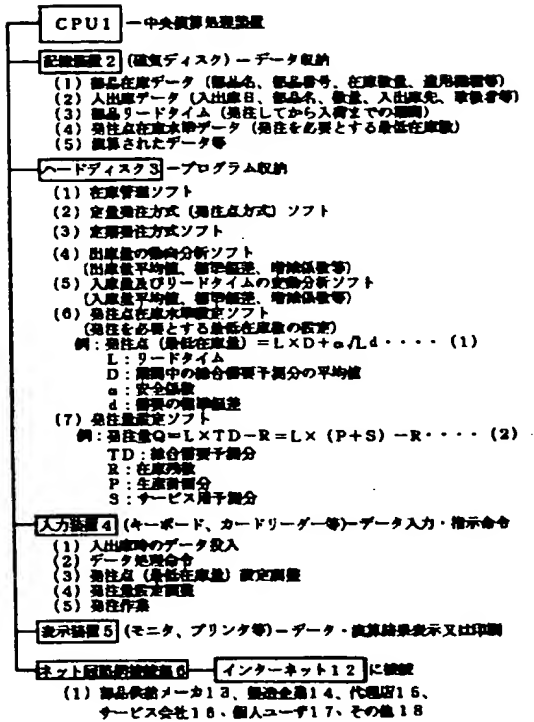 CPU1 ー中央演算処理装置
記憶装置2 (磁気ディスク)ーデータ収納
(1) 部品在庫データ (部品名、部品番号、在庫数量、適用機種等)
(2) 入出庫データ (入出庫日、部品名、数量、入出庫先、取扱者等)
(3) 部品リードタイム (発注してから入荷までの期間)
(4) 発注点在庫水準データ (発注を必要とする最低在庫数)
(5) 演算されたデータ等
ハードディスク3 ープログラム収納
(1) 在庫管理ソフト
(2) 定量発注方式 (発注点方式) ソフト
(3) 定期発注方式ソフト
(4) 出庫量の動向分析ソフト
(出庫量平均値、標準偏差、増減係数等)
(5) 入庫量及びリードタイムの変動分析ソフト
(入庫量平均値、標準偏差、増減係数等)
(6) 発注点在庫水準設定ソフト
(発注を必要とする最低在庫数の設定)
例:発注点 (最低在庫量) =L×D+α√Ld・・・・ (1)
L:リードタイム
D:期間中の総合需要予測分の平均値
α:安全係数
d:需要の標準偏差
(7) 発注量設定ソフト
例:発注量Q=L×TD−R=L× (P+S) −R・・・・ (2)
TD:総合需要予測分
R:在庫残数
P:生産計画分
S:サービス用予測分
入力装置4 (キーボード、カードリーダー等)ーデータ入力・指示命令
(1) 入出庫時のデータ投入
(2) データ処理命令
(3) 発注点 (最低在庫量) 設定調整
(4) 発注量設定調整
(5) 発注作業
表示装置5 (モニタ、プリンタ等)ーデータ・演算結果表示又は印刷
ネット回路網接続器6 インターネット12 に接続
(1) 部品供給メーカ13、製造企業14、代理店15、
サービス会社16、個人ユーザ17、その他18